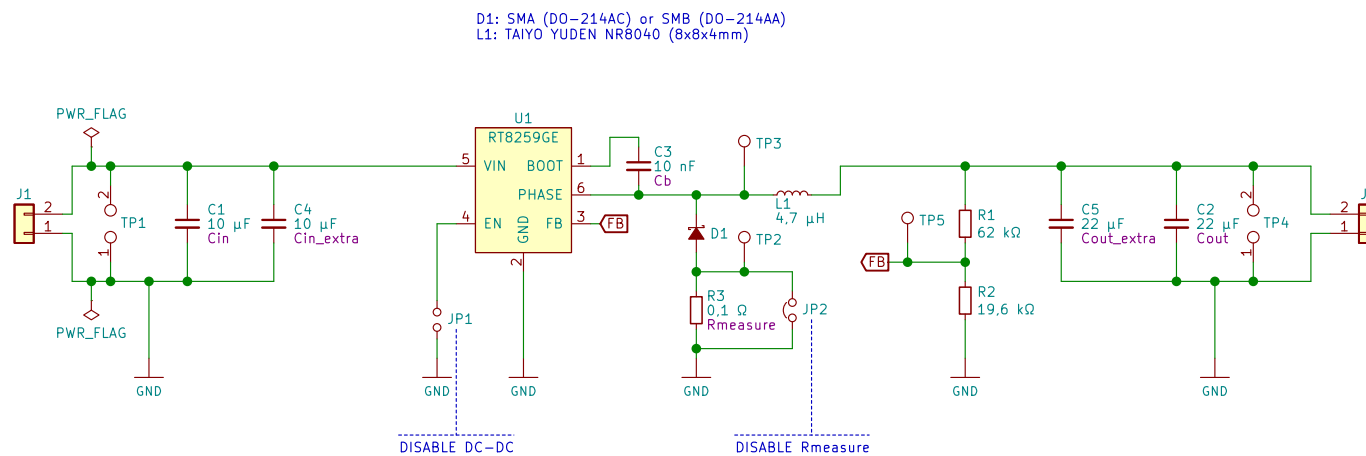 D1: SMA (DO-214AC) or SMB (DO-214AA)
L1: TAIYO YUDEN NR8040 (8x8x4mm)
PWR_FLAG
U1
RT8259GE
5 VIN BOOT 1
PHASE 6
4 EN FB 3
GND
2
FB
C3
10 nF
Cb
TP3
J1
2
1
2
TP1
1
C1
10 µF
Cin
C4
10 µF
Cin_extra
L1
4,7 µH
D1
TP2
TP5
FB
R1
62 kΩ
C5
22 µF
Cout_extra
C2
22 µF
Cout
2
TP4
1
J
2
1
PWR_FLAG
JP1
R3
0,1 Ω
Rmeasure
JP2
R2
19,6 kΩ
GND
GND
GND
GND
GND
GND
DISABLE DC-DC
DISABLE Rmeasure